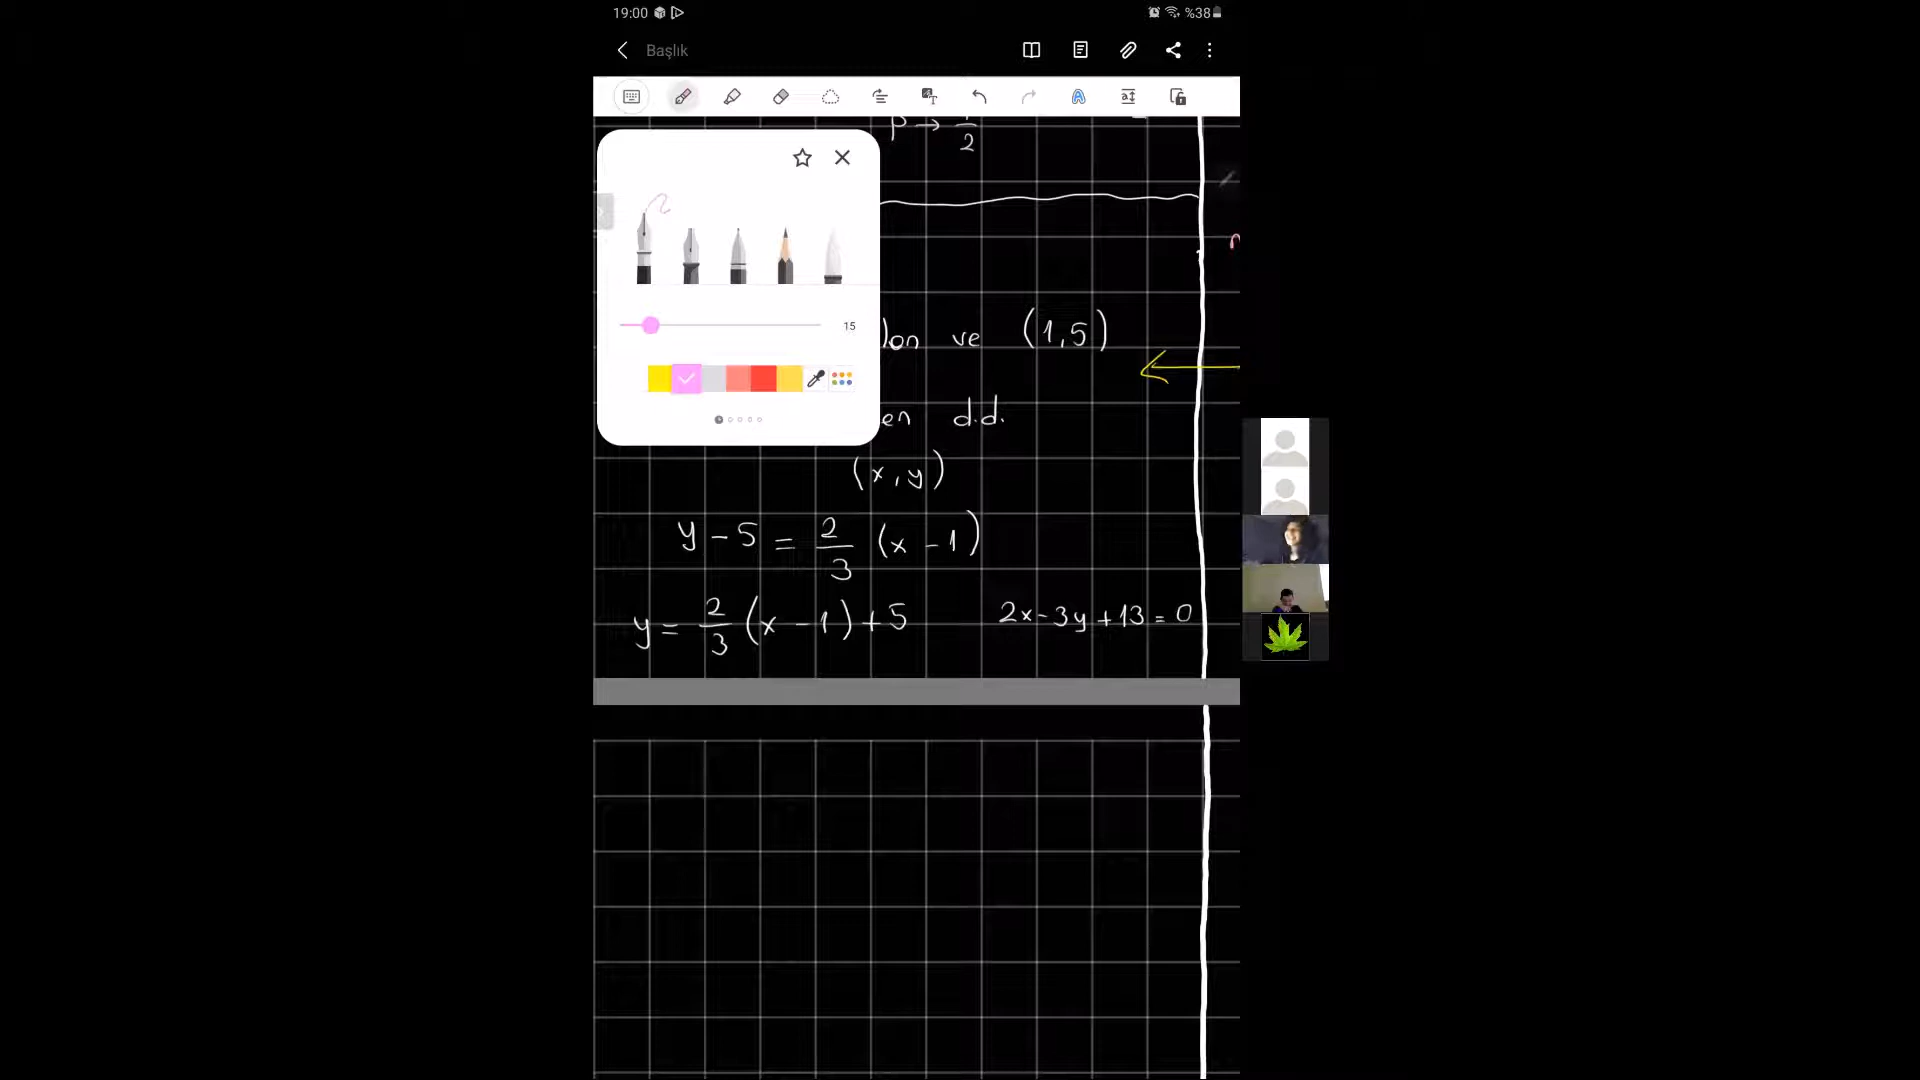 19:00 %38
Başlık
2
15
ve (1,5)
en d.d.
(x,y)
y-5 = 2/3 (x-1)
y = 2/3 (x-1)+5 2x-3y+13=0